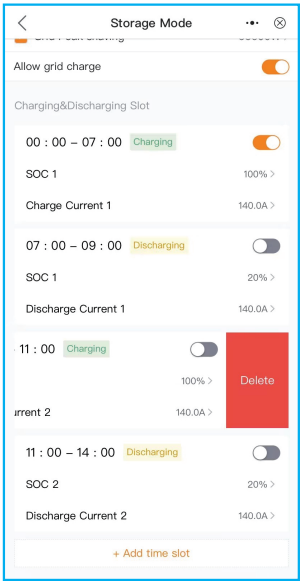 Storage Mode
Allow grid charge
Charging&Discharging Slot
00 : 00 – 07 : 00 Charging
SOC 1 100% >
Charge Current 1 140.0A >
07 : 00 – 09 : 00 Discharging
SOC 1 20% >
Discharge Current 1 140.0A >
11 : 00 Charging
100% >
Delete
urrent 2 140.0A >
11 : 00 – 14 : 00 Discharging
SOC 2 20% >
Discharge Current 2 140.0A >
+ Add time slot